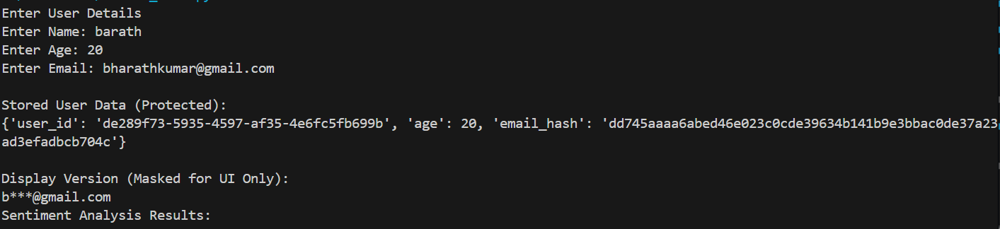 Enter User Details
Enter Name: barath
Enter Age: 20
Enter Email: bharathkumar@gmail.com
Stored User Data (Protected):
{'user_id': 'de289f73-5935-4597-af35-4e6fc5fb699b', 'age': 20, 'email_hash': 'dd745aaaa6abed46e023c0cde39634b141b9e3bbac0de37a23
ad3efadbcb704c'}
Display Version (Masked for UI Only):
b***@gmail.com
Sentiment Analysis Results: